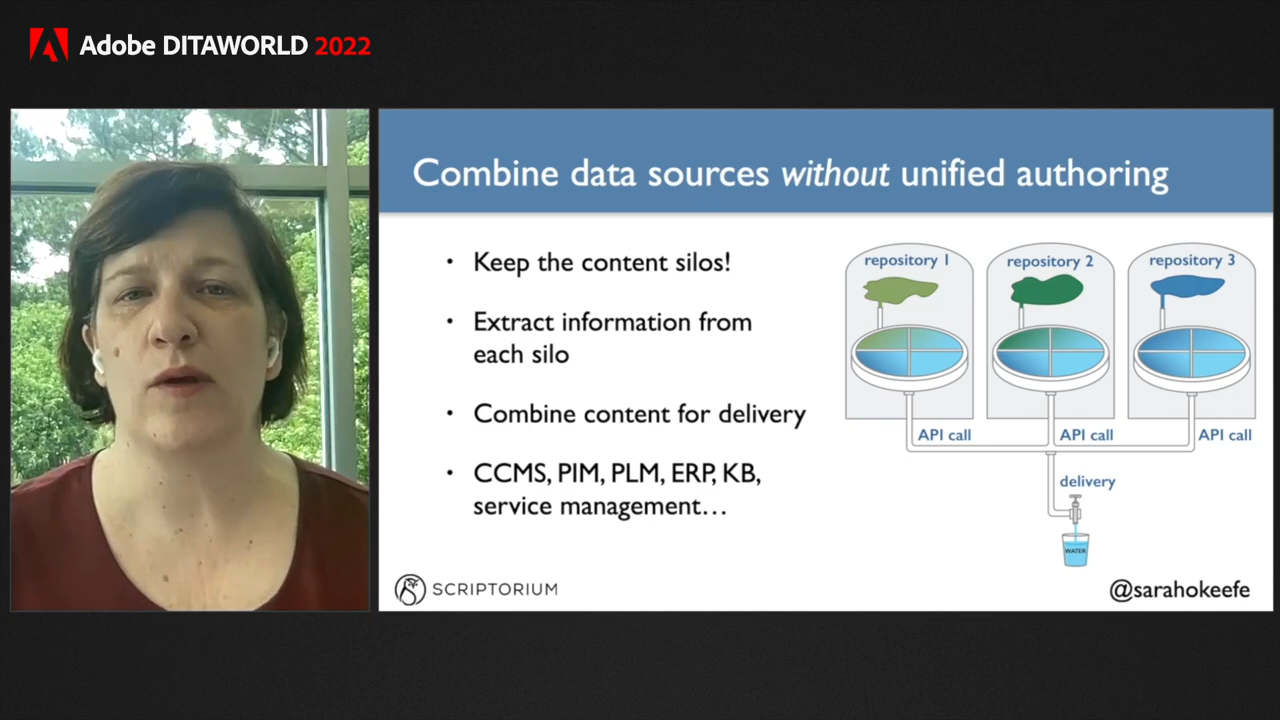 Adobe DITAWORLD 2022
Combine data sources without unified authoring
• Keep the content silos!
• Extract information from
each silo
• Combine content for delivery
• CCMS, PIM, PLM, ERP, KB,
service management…
repository 1
repository 2
repository 3
API call
API call
API call
delivery
WATER
SCRIPTORIUM
@sarahokeefe